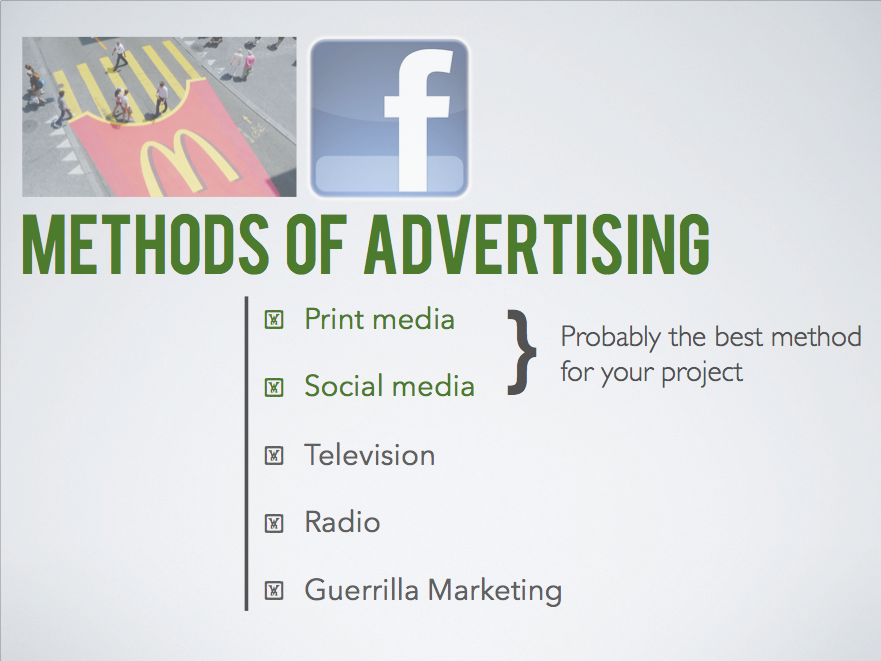 f
METHODS OF ADVERTISING
Print media
Social media
Probably the best method
for your project
Television
Radio
Guerrilla Marketing